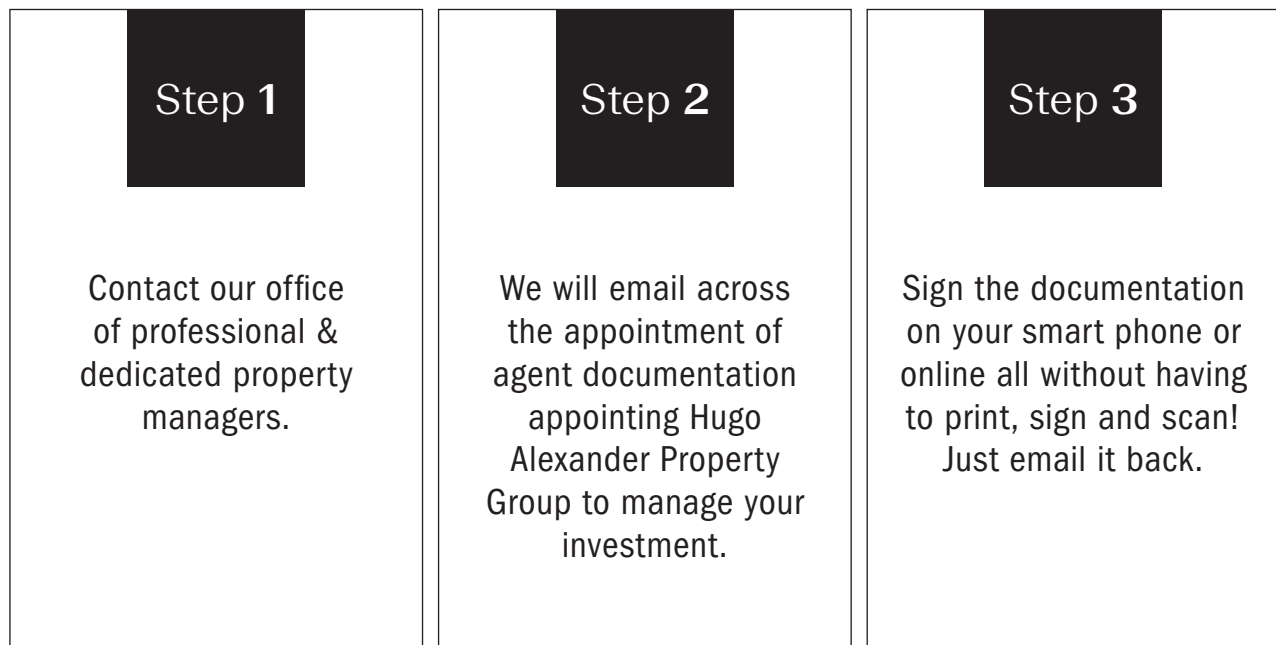 Step 1
Contact our office
of professional &
dedicated property
managers.
Step 2
We will email across
the appointment of
agent documentation
appointing Hugo
Alexander Property
Group to manage your
investment.
Step 3
Sign the documentation
on your smart phone or
online all without having
to print, sign and scan!
Just email it back.